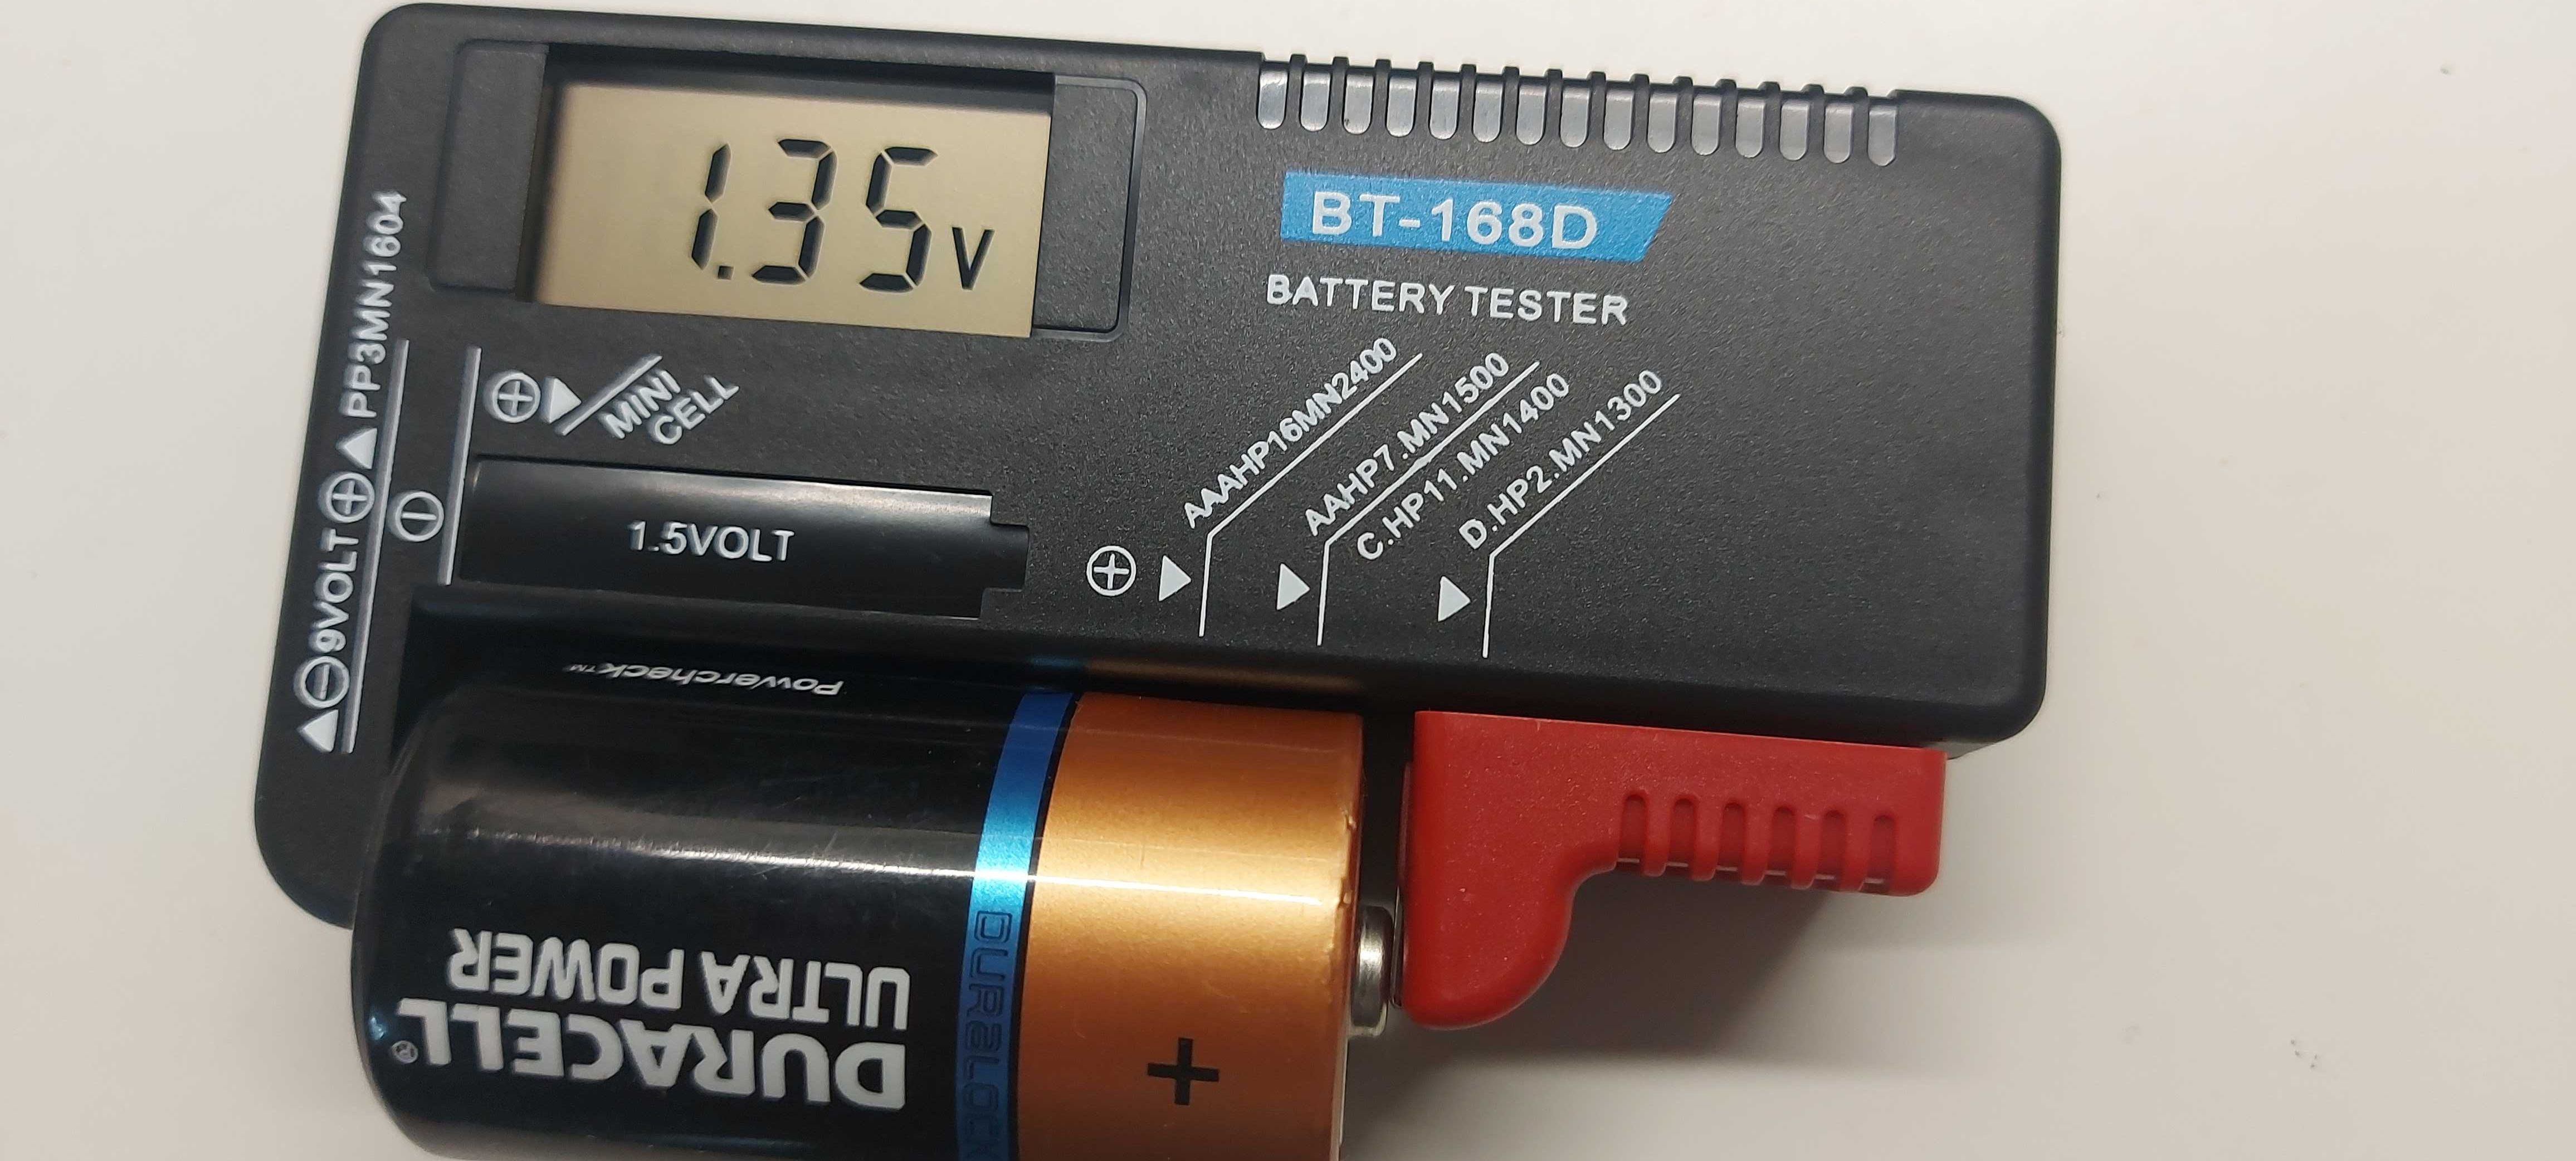 1.35V
BT-168D
BATTERY TESTER
9VOLT PP3MN1604
MINI
CELL
AAAHP16MN2400
AAHP7.MN1500
C.HP11.MN1400
D.HP2.MN1300
1.5VOLT
Powercheck™
DURACELL®
ULTRA POWER
DURALOCK
+